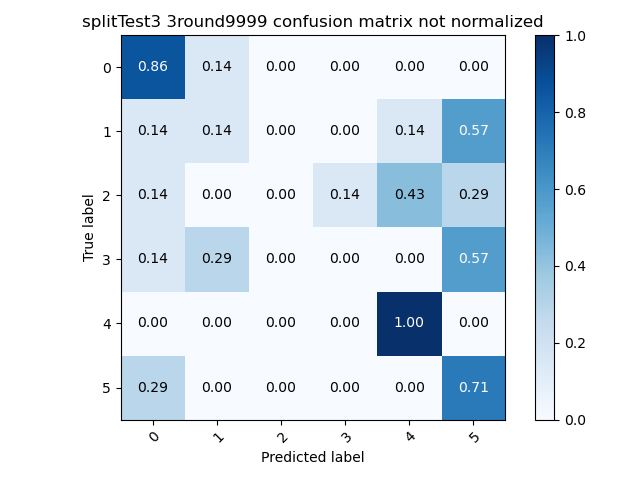 splitTest3 3round9999 confusion matrix not normalized
1.0
0 0.86 0.14 0.00 0.00 0.00 0.00
0.8
1 0.14 0.14 0.00 0.00 0.14 0.57
0.6
2 0.14 0.00 0.00 0.14 0.43 0.29
True label
3 0.14 0.29 0.00 0.00 0.00 0.57
0.4
4 0.00 0.00 0.00 0.00 1.00 0.00
0.2
5 0.29 0.00 0.00 0.00 0.00 0.71
0.0
0 1 2 3 4 5
Predicted label